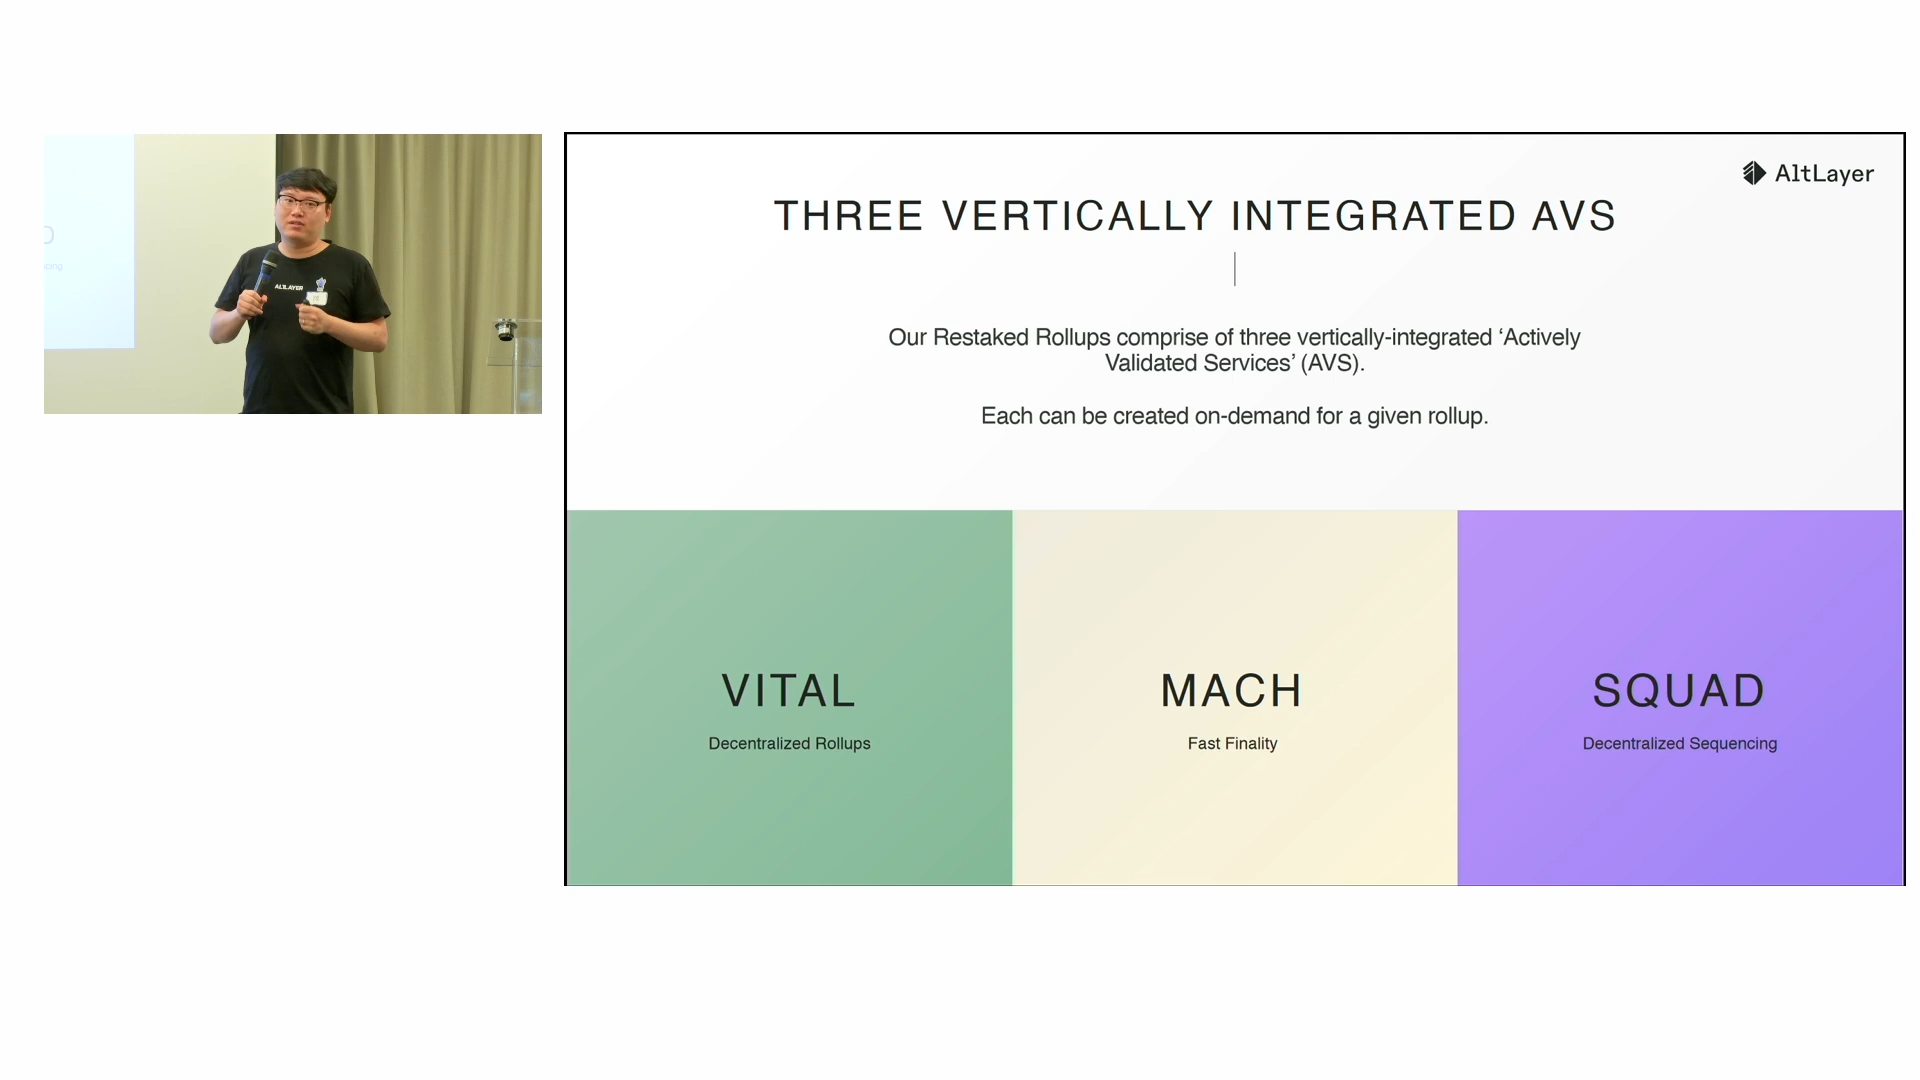 ALTLAYER
AltLayer
THREE VERTICALLY INTEGRATED AVS
Our Restaked Rollups comprise of three vertically-integrated ‘Actively
Validated Services’ (AVS).
Each can be created on-demand for a given rollup.
VITAL
Decentralized Rollups
MACH
Fast Finality
SQUAD
Decentralized Sequencing